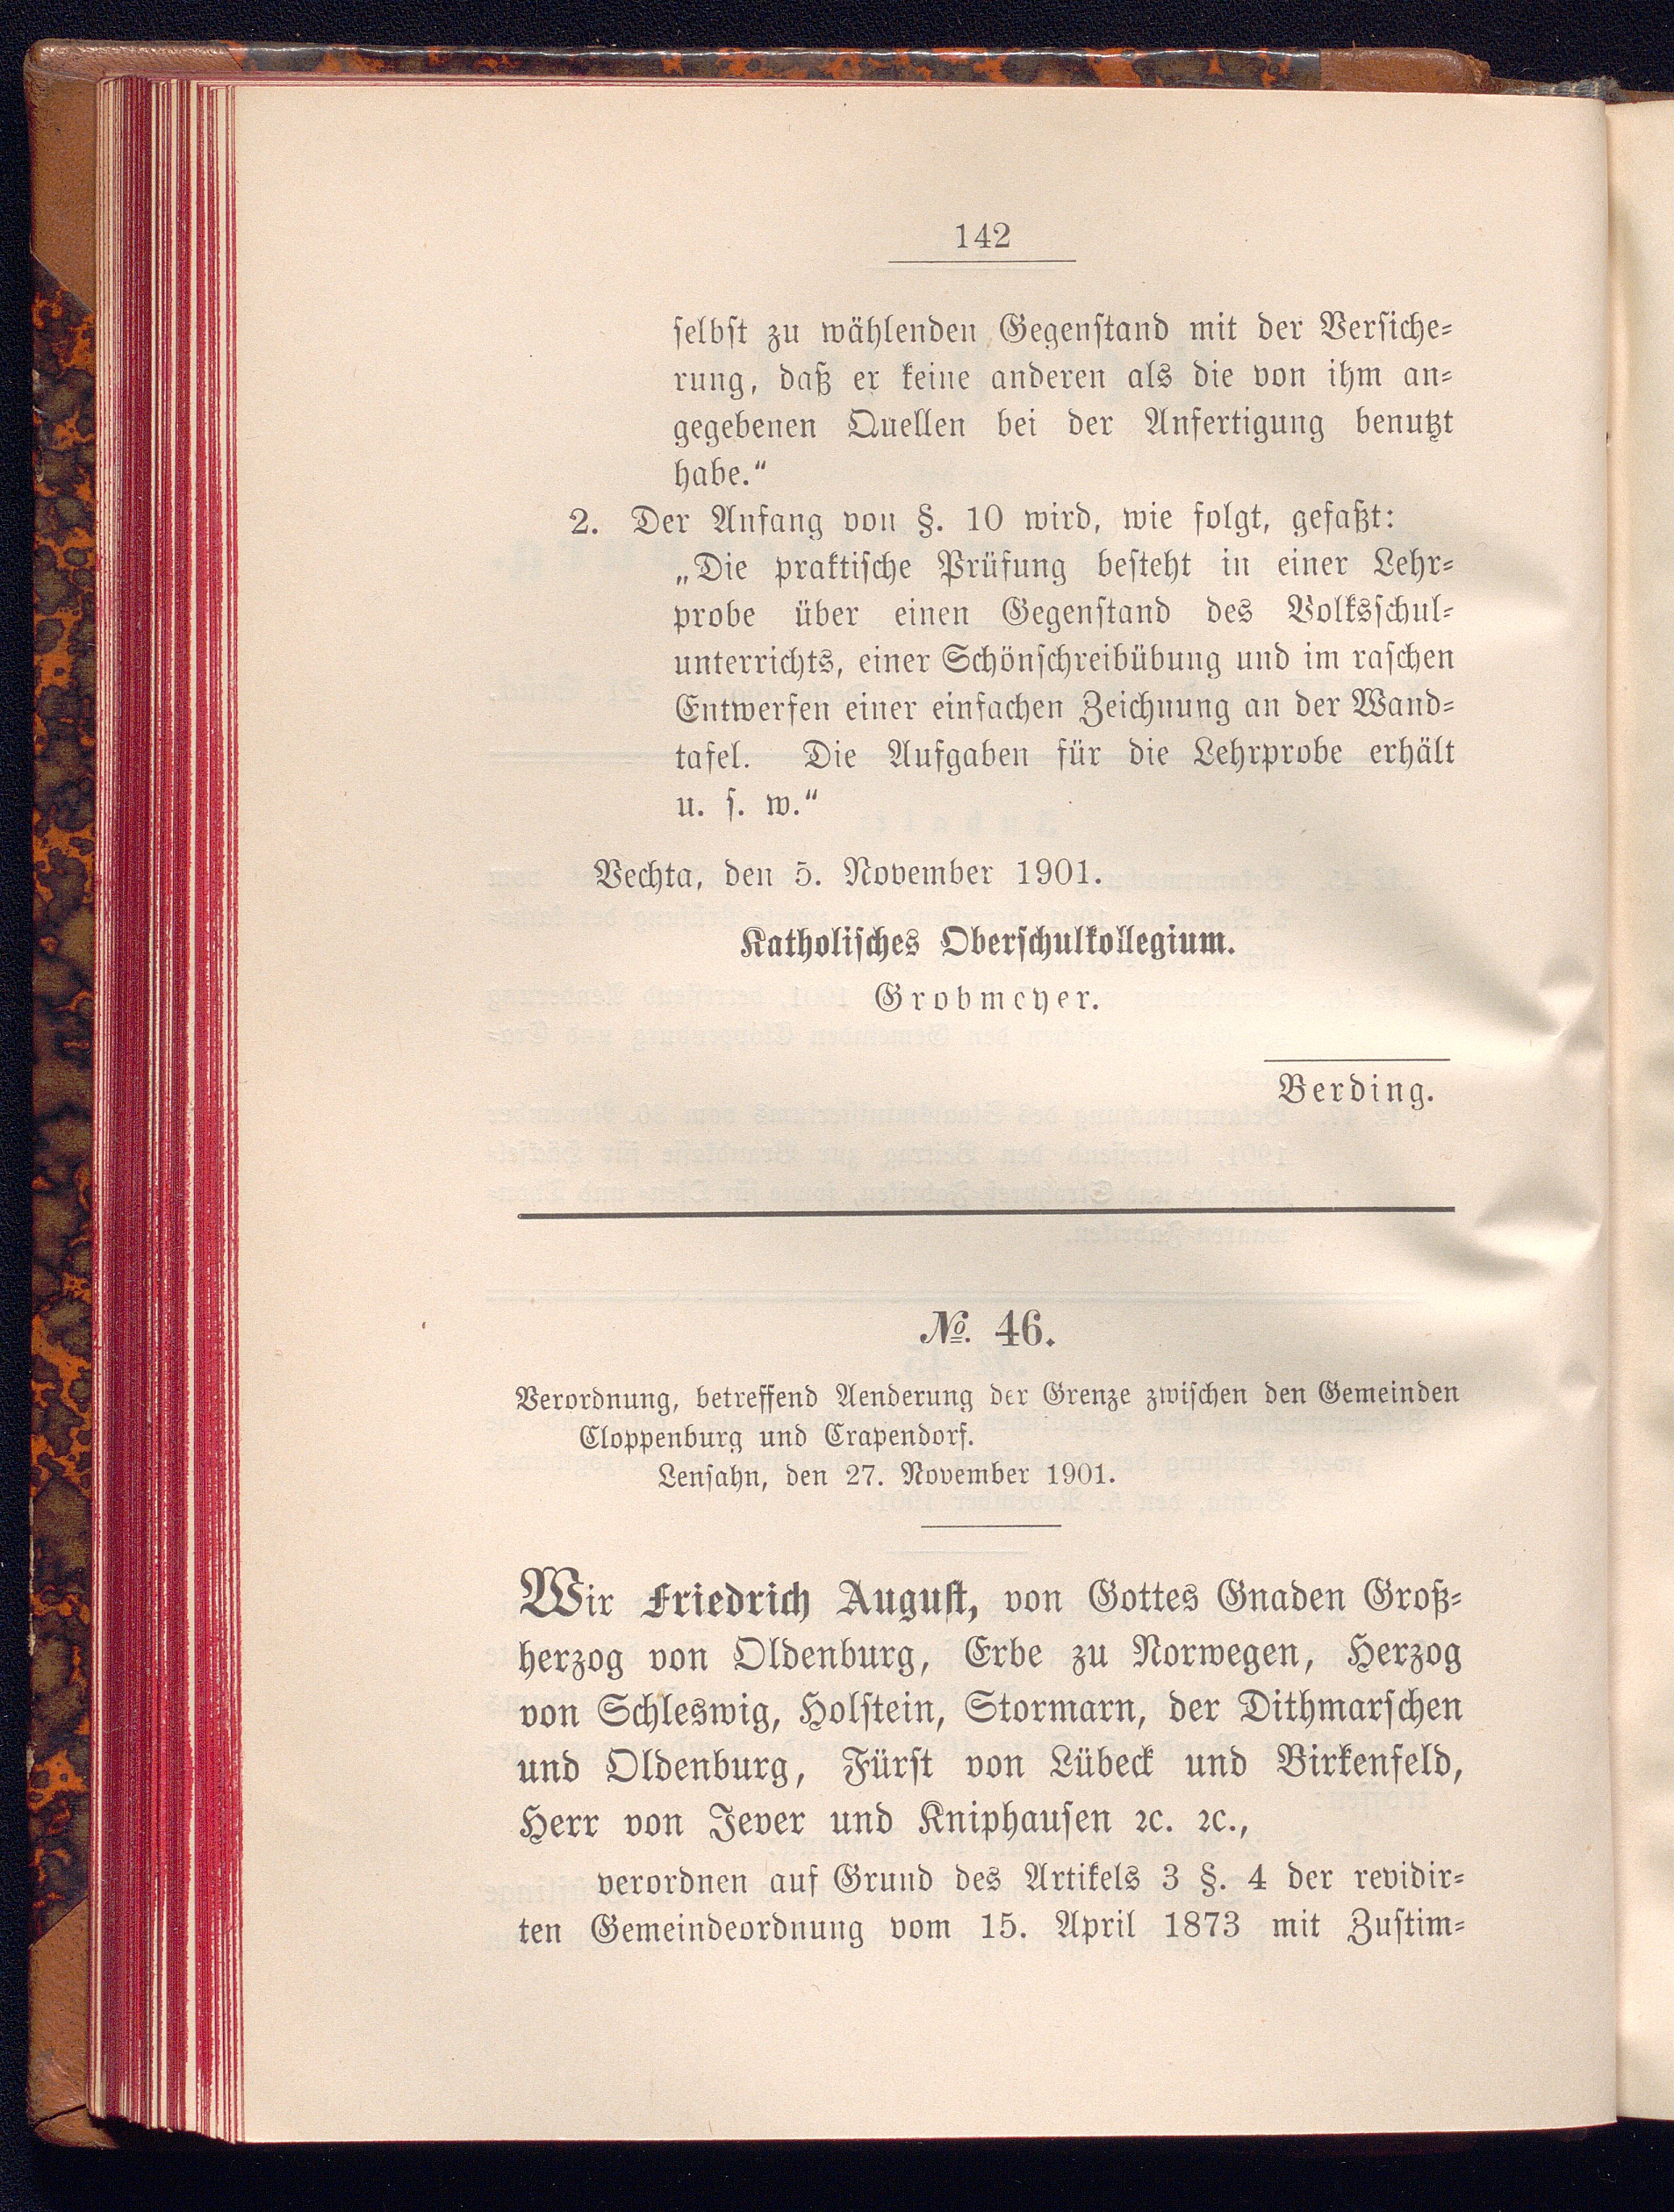 142
selbst zu wählenden Gegenstand mit der Versiche-
rung, daß er keine anderen als die von ihm an-
gegebenen Quellen bei der Anfertigung benutzt
habe.“
2. Der Anfang von §. 10 wird, wie folgt, gefaßt:
„Die praktische Prüfung besteht in einer Lehr-
probe über einen Gegenstand des Volksschul-
unterrichts, einer Schönschreibübung und im raschen
Entwerfen einer einfachen Zeichnung an der Wand-
tafel. Die Aufgaben für die Lehrprobe erhält
u. s. w.“
Vechta, den 5. November 1901.
Katholisches Oberschulkollegium.
Grobmeyer.
Berding.
№. 46.
Verordnung, betreffend Aenderung der Grenze zwischen den Gemeinden
Cloppenburg und Crapendorf.
Lensahn, den 27. November 1901.
Wir Friedrich August, von Gottes Gnaden Groß-
herzog von Oldenburg, Erbe zu Norwegen, Herzog
von Schleswig, Holstein, Stormarn, der Dithmarschen
und Oldenburg, Fürst von Lübeck und Birkenfeld,
Herr von Jever und Kniphausen ꝛc. ꝛc.,
verordnen auf Grund des Artikels 3 §. 4 der revidir-
ten Gemeindeordnung vom 15. April 1873 mit Zustim-